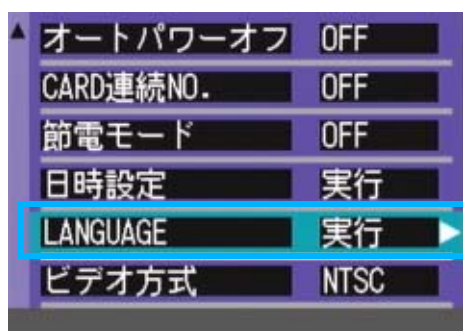 オートパワーオフ OFF
CARD連続NO. OFF
節電モード OFF
日時設定 実行
LANGUAGE 実行
ビデオ方式 NTSC